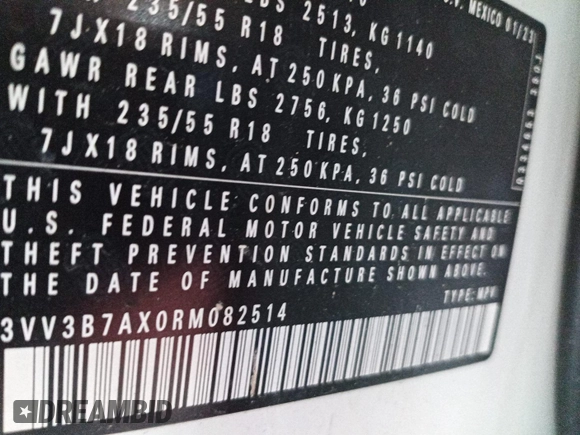 .V. MEXICO 01/23
235/55 R18 TIRES,
LBS 2513, KG 1140
7JX18 RIMS, AT 250 KPA, 36 PSI COLD
GAWR REAR LBS 2756, KG 1250
WITH 235/55 R18 TIRES,
7JX18 RIMS, AT 250 KPA, 36 PSI COLD
THIS VEHICLE CONFORMS TO ALL APPLICABLE
U.S. FEDERAL MOTOR VEHICLE SAFETY AND
THEFT PREVENTION STANDARDS IN EFFECT ON
THE DATE OF MANUFACTURE SHOWN ABOVE.
TYPE: MPV
3VV3B7AX0RM082514
DREAMBID